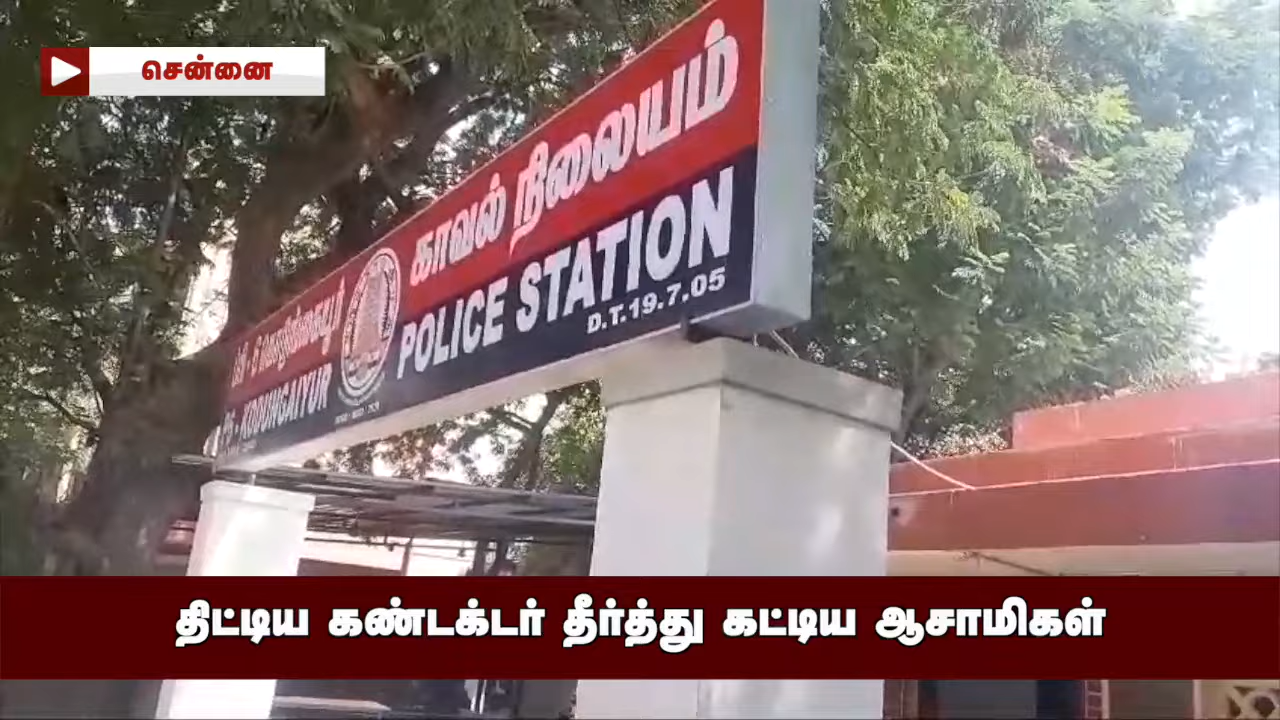 சென்னை
காவல் நிலையம்
POLICE STATION
D.T.19.7.05
கொடுங்கையூர்
KODUNGAIYUR
திட்டிய கண்டக்டர் தீர்த்து கட்டிய ஆசாமிகள்